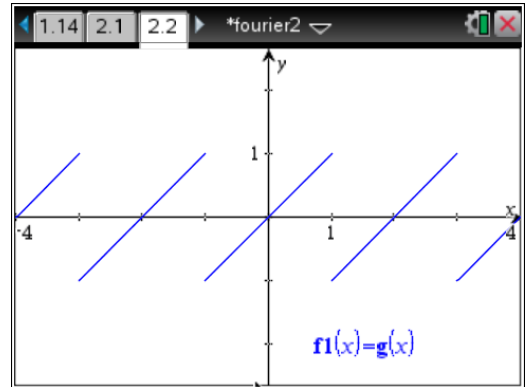 1.14 2.1 2.2 *fourier2
y
1
x
-4 1 4
f1(x)=g(x)